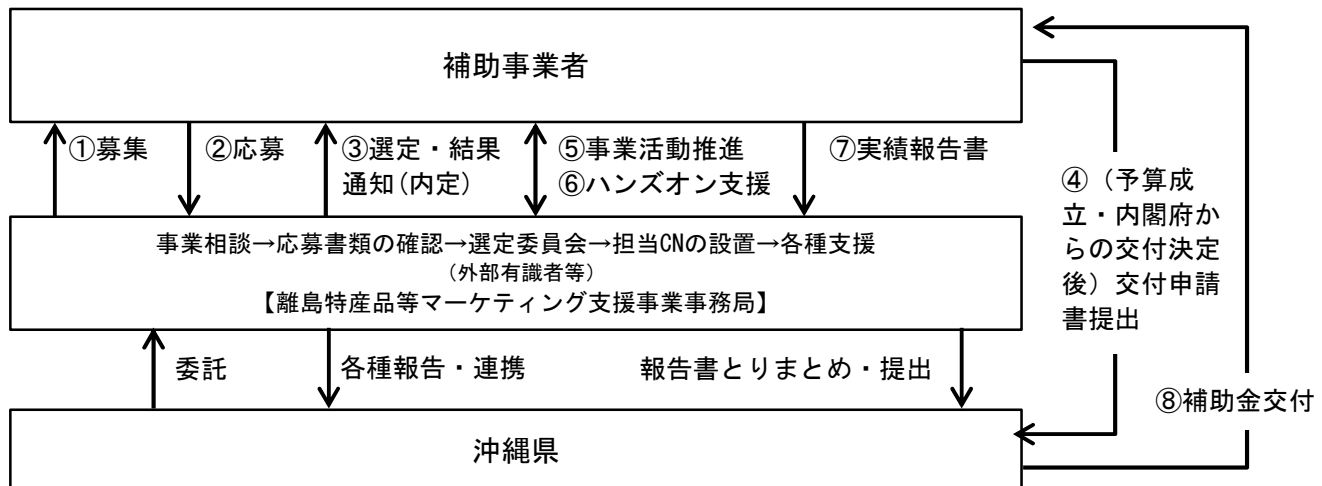 補助事業者
①募集
②応募
③選定・結果
通知(内定)
⑤事業活動推進
⑥ハンズオン支援
⑦実績報告書
④（予算成
立・内閣府か
らの交付決定
後）交付申請
書提出
事業相談→応募書類の確認→選定委員会→担当CNの設置→各種支援
（外部有識者等）
【離島特産品等マーケティング支援事業事務局】
委託
各種報告・連携
報告書とりまとめ・提出
⑧補助金交付
沖縄県